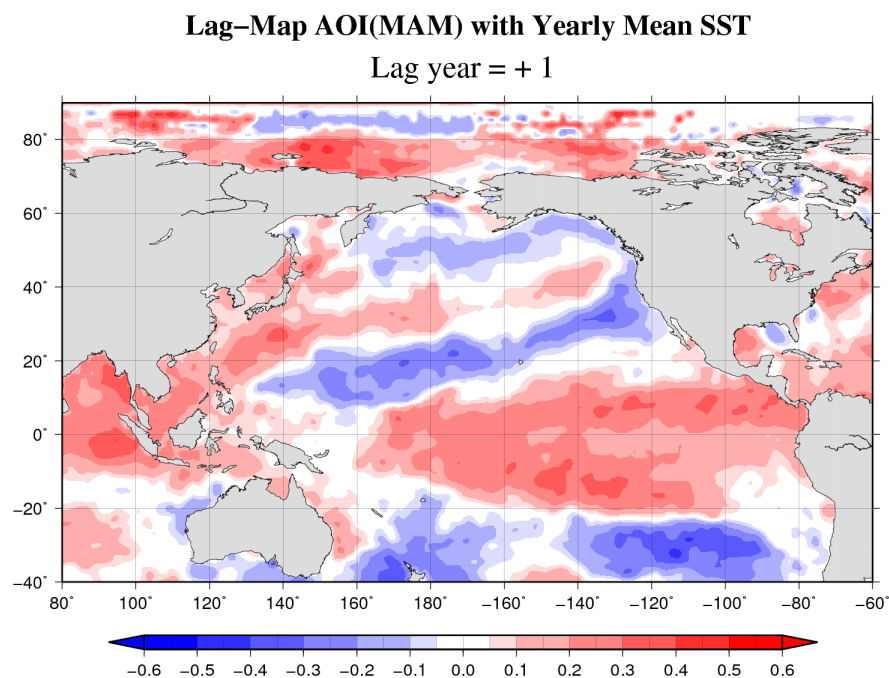 Lag−Map AOI(MAM) with Yearly Mean SST
Lag year = + 1
80˚
60˚
40˚
20˚
0˚
−20˚
−40˚
80˚ 100˚ 120˚ 140˚ 160˚ 180˚ −160˚ −140˚ −120˚ −100˚ −80˚ −60˚
−0.6 −0.5 −0.4 −0.3 −0.2 −0.1 0.0 0.1 0.2 0.3 0.4 0.5 0.6